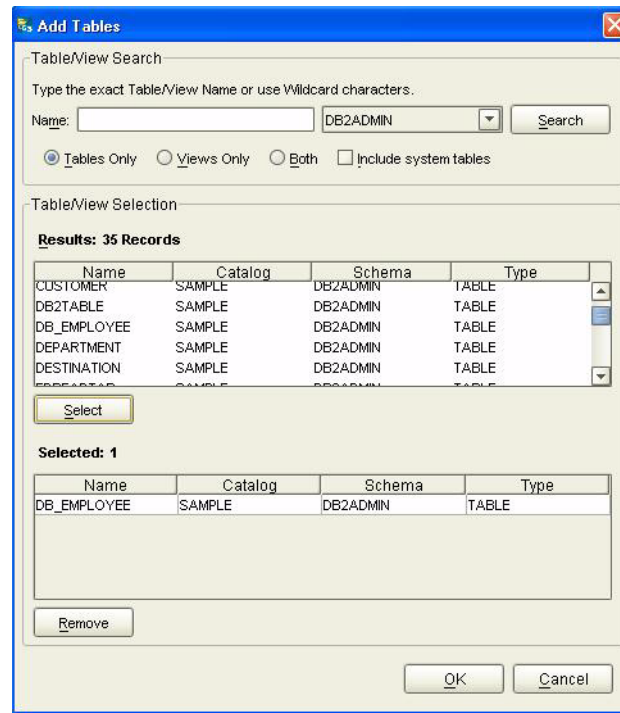 Add Tables
Table/View Search
Type the exact Table/View Name or use Wildcard characters.
Name: DB2ADMIN Search
Tables Only Views Only Both Include system tables
Table/View Selection
Results: 35 Records
Name Catalog Schema Type
CUSTOMER SAMPLE DB2ADMIN TABLE
DB2TABLE SAMPLE DB2ADMIN TABLE
DB_EMPLOYEE SAMPLE DB2ADMIN TABLE
DEPARTMENT SAMPLE DB2ADMIN TABLE
DESTINATION SAMPLE DB2ADMIN TABLE
Select
Selected: 1
Name Catalog Schema Type
DB_EMPLOYEE SAMPLE DB2ADMIN TABLE
Remove
OK Cancel